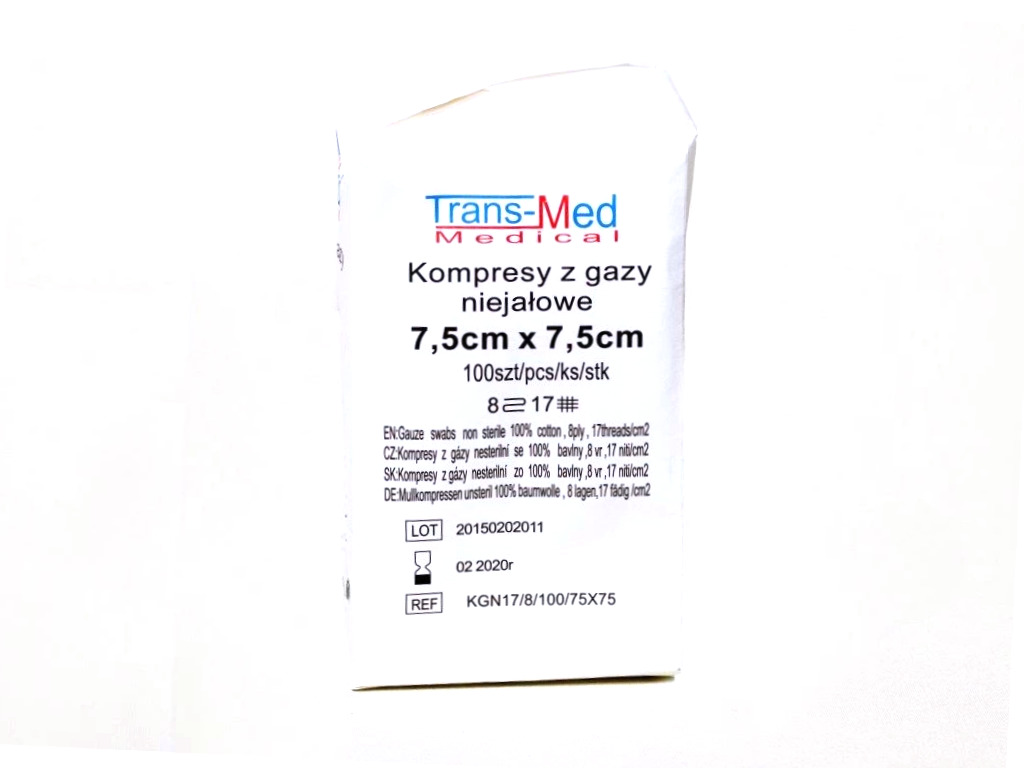 Trans-Med
Medical
Kompresy z gazy
niejałowe
7,5cm x 7,5cm
100szt/pcs/ks/stk
8 17
EN:Gauze swabs non sterile 100% cotton , 8ply , 17threads/cm2
CZ:Kompresy z gázy nesterilní se 100% bavlny ,8 vr ,17 nití/cm2
SK:Kompresy z gázy nesterilní zo 100% bavlny ,8 vr ,17 nití/cm2
DE:Mullkompressen unsteril 100% baumwolle , 8 lagen,17 fädig /cm2
LOT 20150202011
02 2020r
REF KGN17/8/100/75X75